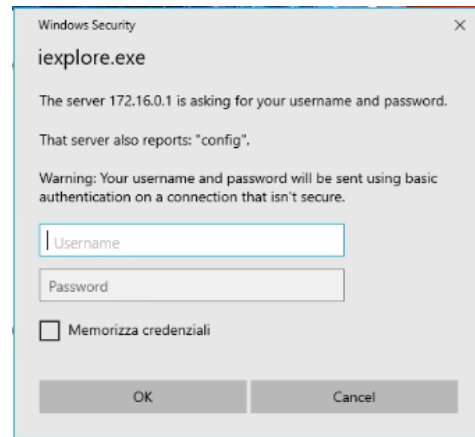 Windows Security
iexplore.exe
The server 172.16.0.1 is asking for your username and password.
That server also reports: "config".
Warning: Your username and password will be sent using basic
authentication on a connection that isn't secure.
Username
Password
Memorizza credenziali
OK Cancel